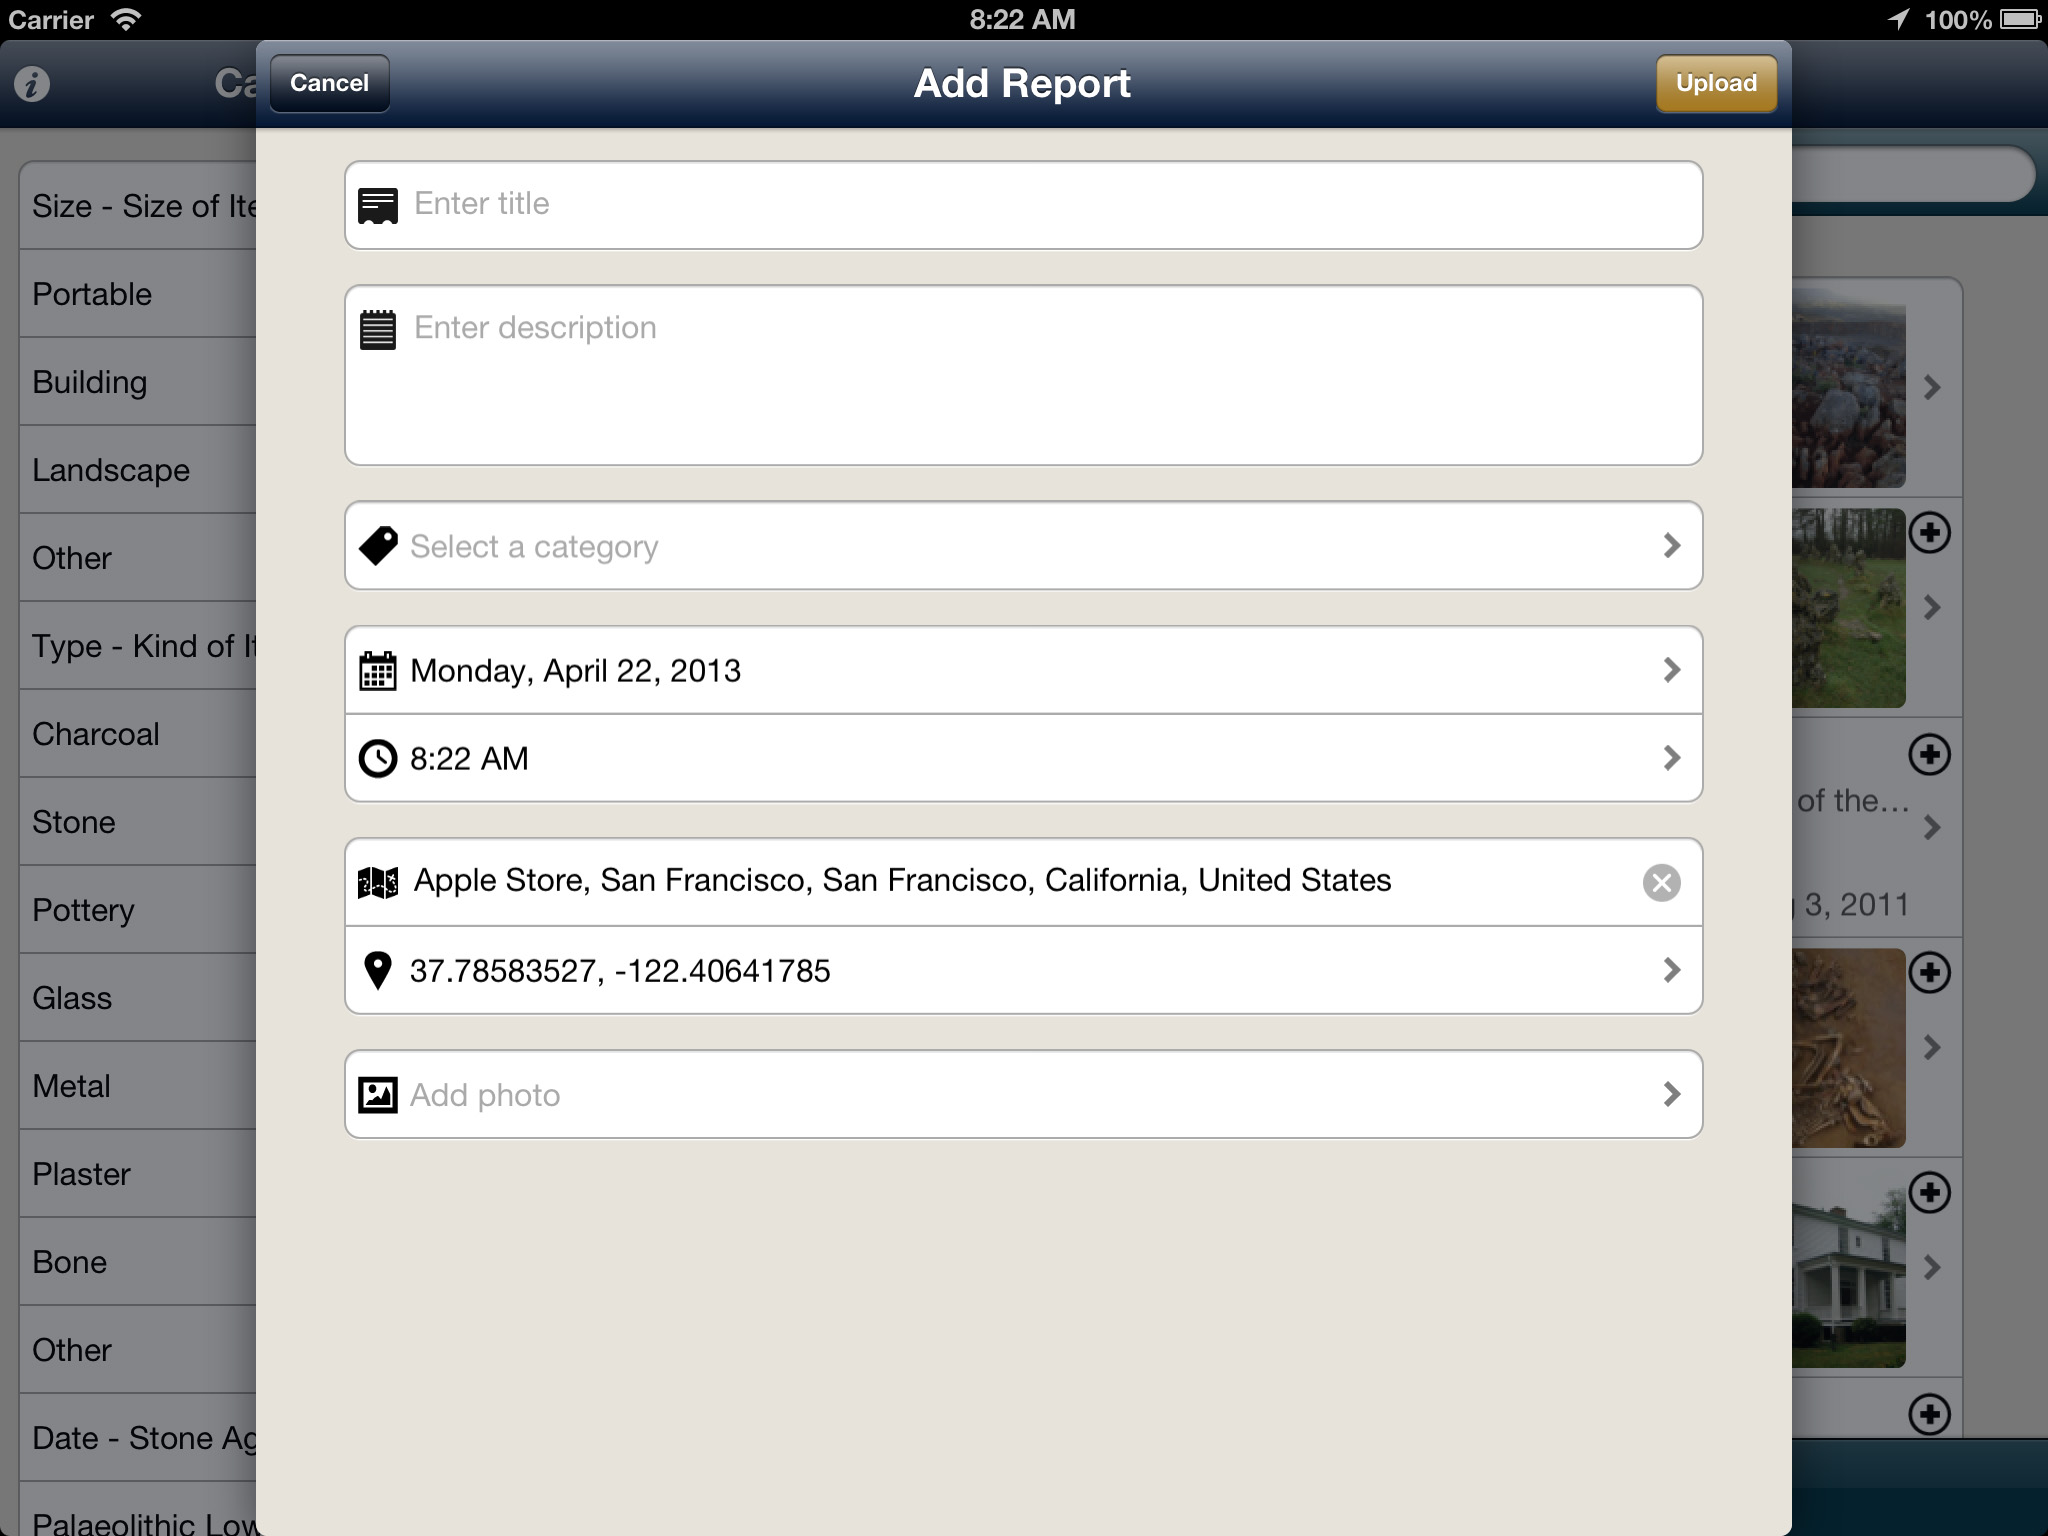 Carrier
8:22 AM
100%
Ca
Cancel
Add Report
Upload
Size - Size of Ite
Portable
Building
Landscape
Other
Type - Kind of It
Charcoal
Stone
Pottery
Glass
Metal
Plaster
Bone
Other
Date - Stone Ag
Palaeolithic Low
Enter title
Enter description
Select a category
Monday, April 22, 2013
8:22 AM
Apple Store, San Francisco, San Francisco, California, United States
37.78583527, -122.40641785
Add photo
of the...
3, 2011